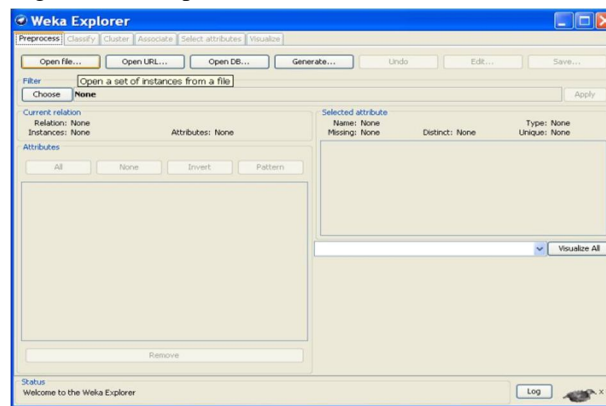 Weka Explorer
Preprocess Classify Cluster Associate Select attributes Visualize
Open file... Open URL... Open DB... Generate... Undo Edit... Save...
Open a set of instances from a file
Filter
Choose None Apply
Current relation
Relation: None
Instances: None Attributes: None
Selected attribute
Name: None Type: None
Missing: None Distinct: None Unique: None
Attributes
All None Invert Pattern
Visualize All
Remove
Status
Welcome to the Weka Explorer
Log x